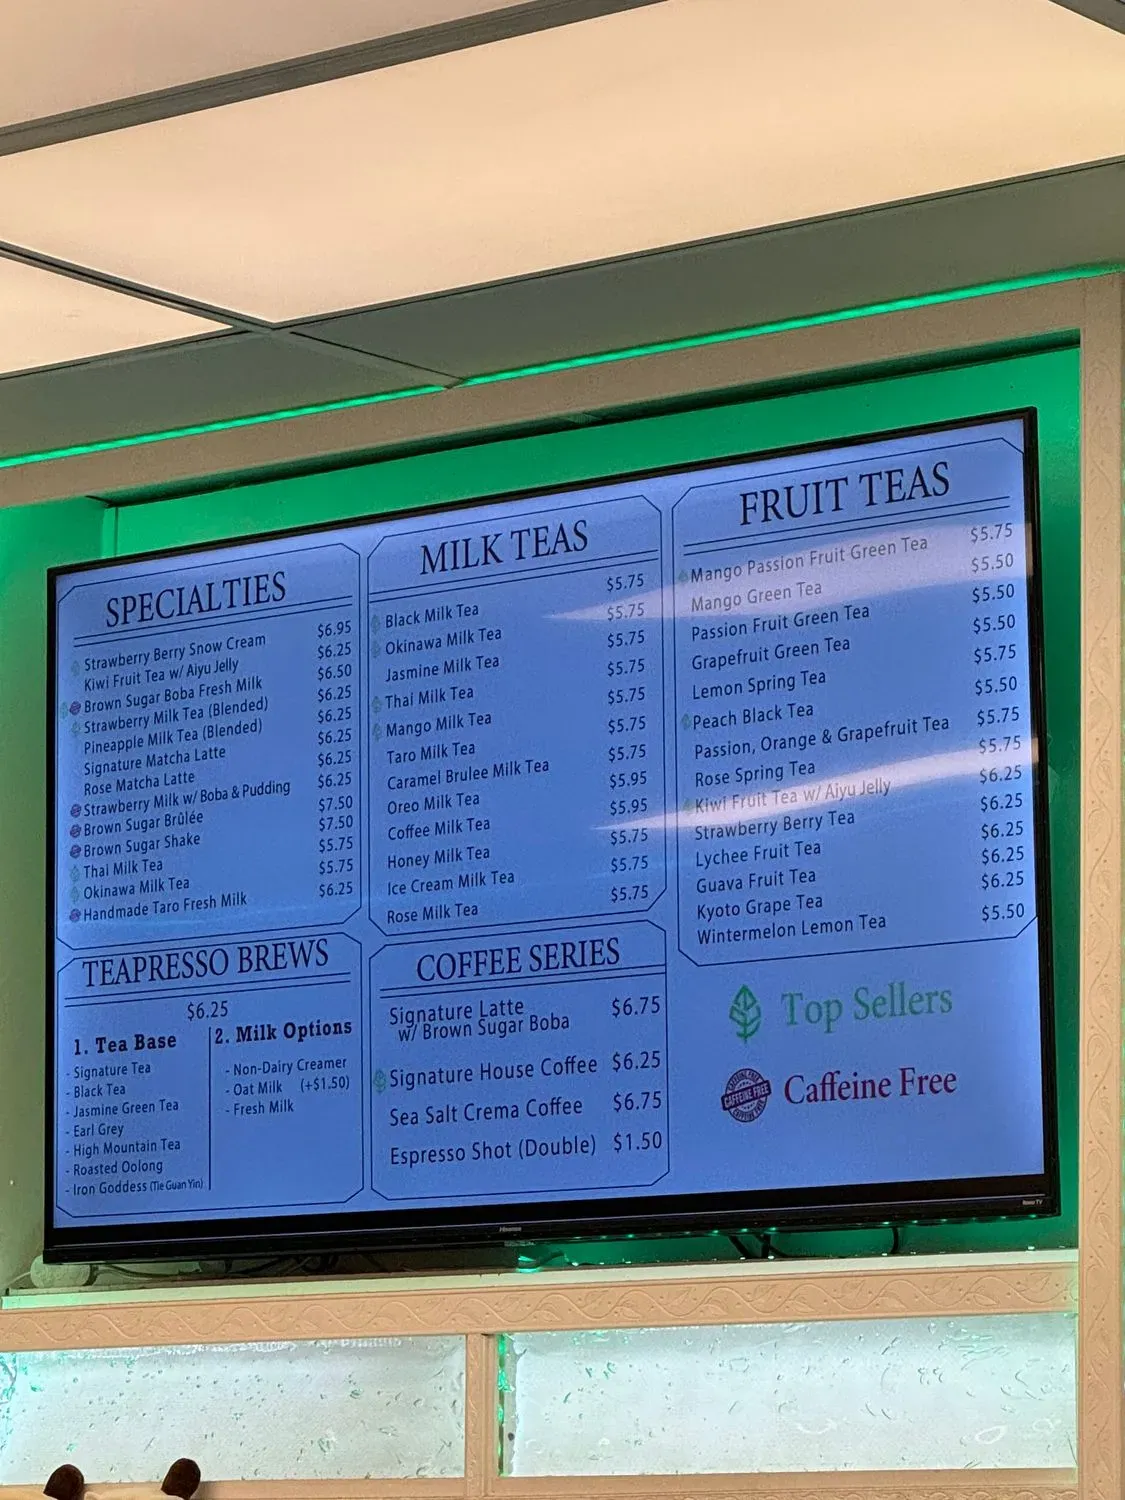 SPECIALTIES
Strawberry Berry Snow Cream $6.95
Kiwi Fruit Tea w/ Aiyu Jelly $6.25
Brown Sugar Boba Fresh Milk $6.50
Strawberry Milk Tea (Blended) $6.25
Pineapple Milk Tea (Blended) $6.25
Signature Matcha Latte $6.25
Rose Matcha Latte $6.25
Strawberry Milk w/ Boba & Pudding $6.25
Brown Sugar Brûlée $7.50
Brown Sugar Shake $7.50
Thai Milk Tea $5.75
Okinawa Milk Tea $5.75
Handmade Taro Fresh Milk $6.25
MILK TEAS
Black Milk Tea $5.75
Okinawa Milk Tea $5.75
Jasmine Milk Tea $5.75
Thai Milk Tea $5.75
Mango Milk Tea $5.75
Taro Milk Tea $5.75
Caramel Brulee Milk Tea $5.75
Oreo Milk Tea $5.95
Coffee Milk Tea $5.95
Honey Milk Tea $5.75
Ice Cream Milk Tea $5.75
Rose Milk Tea $5.75
FRUIT TEAS
Mango Passion Fruit Green Tea $5.75
Mango Green Tea $5.50
Passion Fruit Green Tea $5.50
Grapefruit Green Tea $5.50
Lemon Spring Tea $5.75
Peach Black Tea $5.50
Passion, Orange & Grapefruit Tea $5.75
Rose Spring Tea $5.75
Kiwi Fruit Tea w/ Aiyu Jelly $6.25
Strawberry Berry Tea $6.25
Lychee Fruit Tea $6.25
Guava Fruit Tea $6.25
Kyoto Grape Tea $6.25
Wintermelon Lemon Tea $5.50
TEAPRESSO BREWS
$6.25
1. Tea Base
- Signature Tea
- Black Tea
- Jasmine Green Tea
- Earl Grey
- High Mountain Tea
- Roasted Oolong
- Iron Goddess (Tie Guan Yin)
2. Milk Options
- Non-Dairy Creamer
- Oat Milk (+$1.50)
- Fresh Milk
COFFEE SERIES
Signature Latte $6.75
w/ Brown Sugar Boba
Signature House Coffee $6.25
Sea Salt Crema Coffee $6.75
Espresso Shot (Double) $1.50
Top Sellers
CAFFEINE FREE
Caffeine Free
Hisense
Roku TV